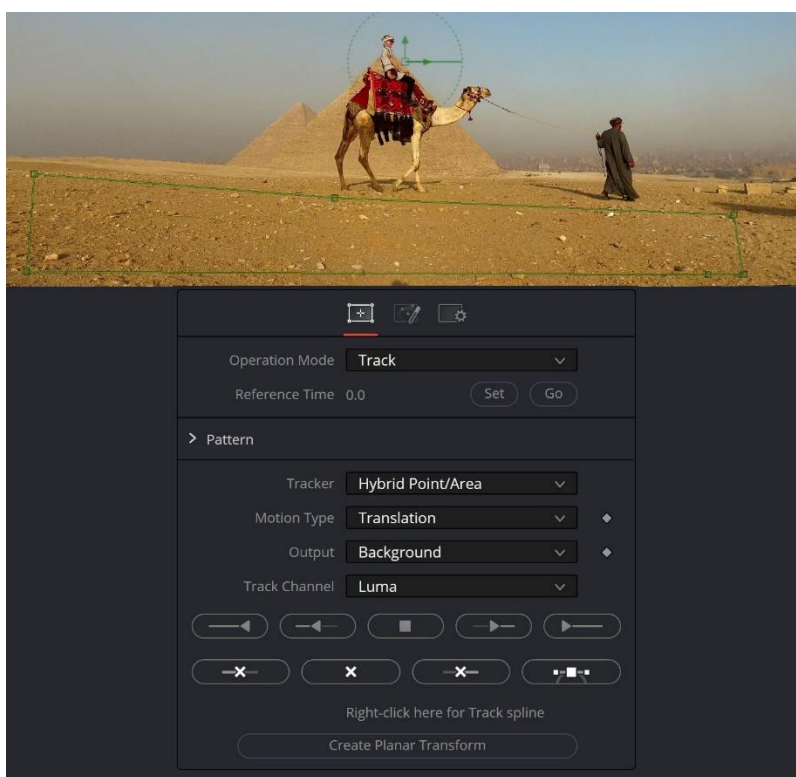 Operation Mode Track
Reference Time 0.0 Set Go
Pattern
Tracker Hybrid Point/Area
Motion Type Translation
Output Background
Track Channel Luma
Right-click here for Track spline
Create Planar Transform